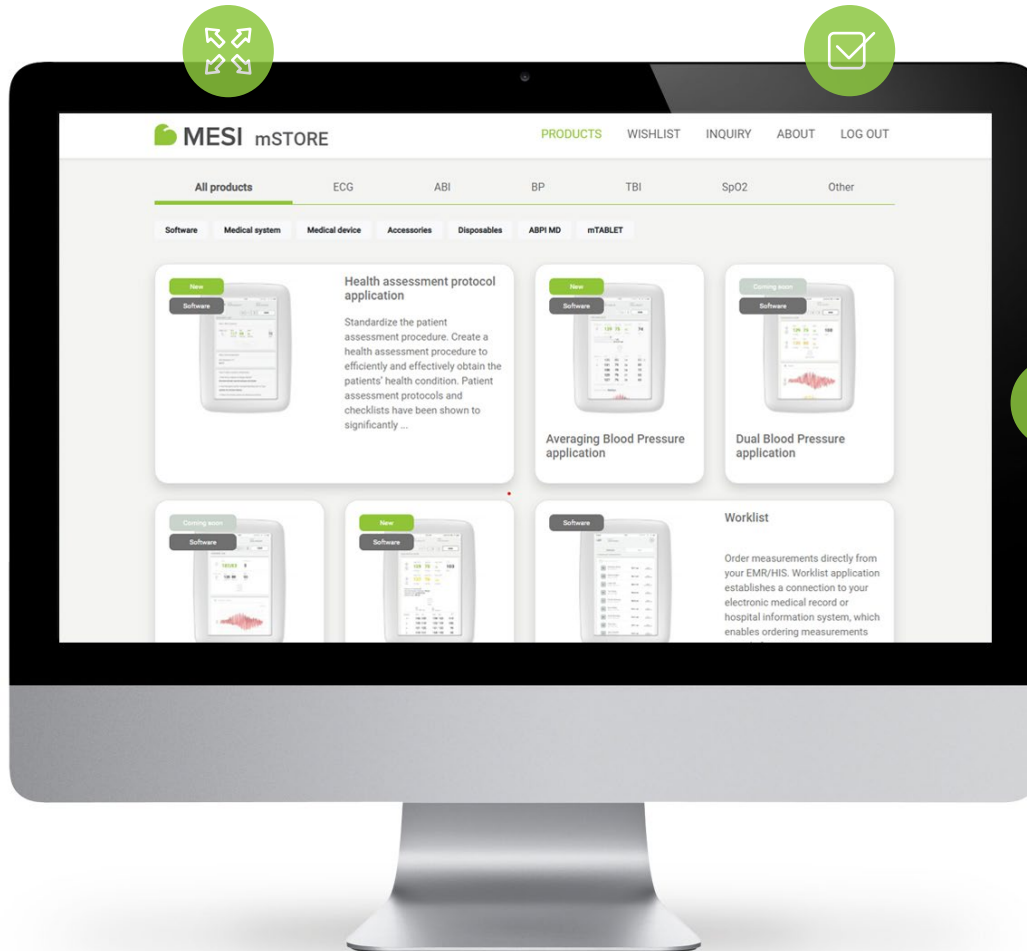 MESI mSTORE
PRODUCTS WISHLIST INQUIRY ABOUT LOG OUT
All products ECG ABI BP TBI SpO2 Other
Software Medical system Medical device Accessories Disposables ABPI MD mTABLET
New
Software
Health assessment protocol
application
Standardize the patient
assessment procedure. Create a
health assessment procedure to
efficiently and effectively obtain the
patients' health condition. Patient
assessment protocols and
checklists have been shown to
significantly ...
New
Software
Averaging Blood Pressure
application
Coming soon
Software
Dual Blood Pressure
application
Coming soon
Software
New
Software
Software
Worklist
Order measurements directly from
your EMR/HIS. Worklist application
establishes a connection to your
electronic medical record or
hospital information system, which
enables ordering measurements